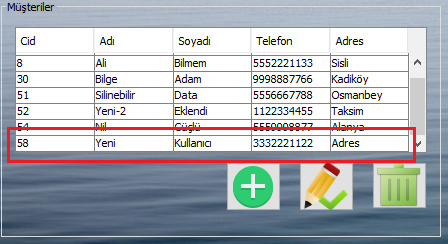 Müşteriler
Cid Adı Soyadı Telefon Adres
8 Ali Bilmem 5552221133 Sisli
30 Bilge Adam 9998887766 Kadiköy
51 Silinebilir Data 5556667788 Osmanbey
52 Yeni-2 Eklendi 1122334455 Taksim
54 Nil Güçlü 5550008877 Alanya
58 Yeni Kullanıcı 3332221122 Adres